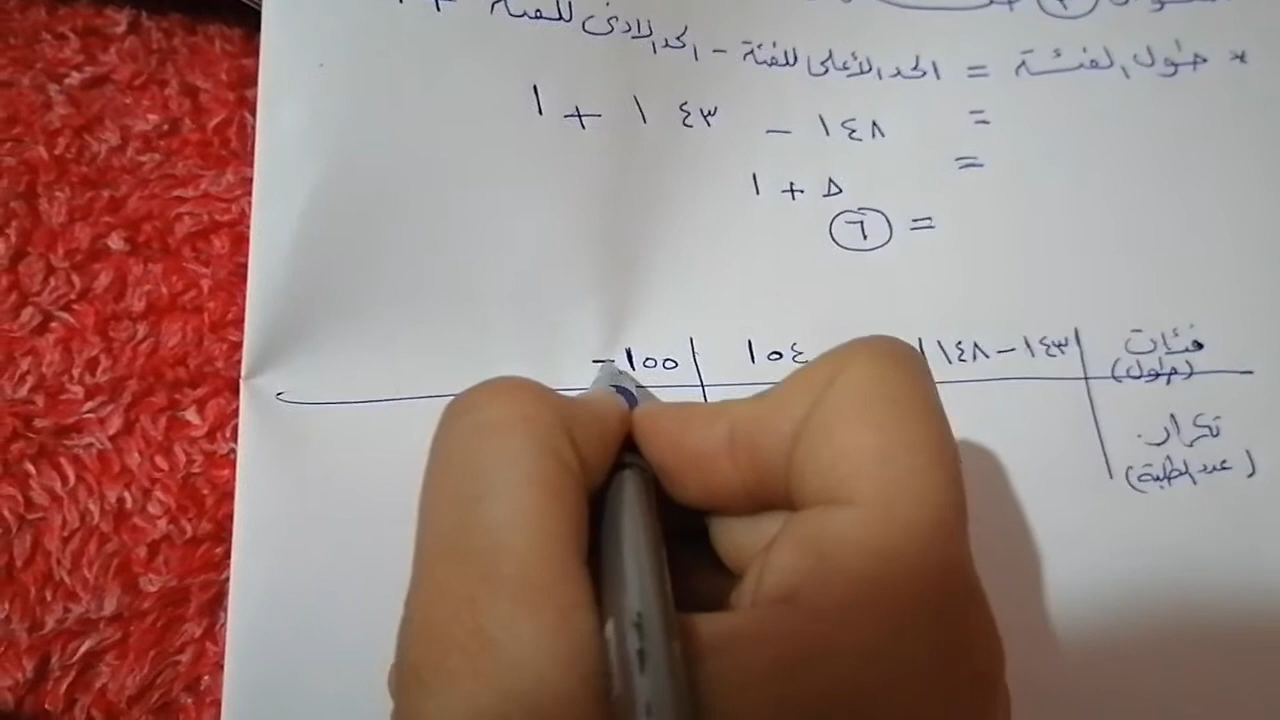 * طول الفئة = الحد الأعلى للفئة - الحد الأدنى للفئة
= ١٤٨ - ١٤٣ + ١
=
٥ + ١
= ٦
فئات (طول) | ١٤٣ - ١٤٨ | ١٥٤ | ١٥٥ -
تكرار
(عدد الطلبة)